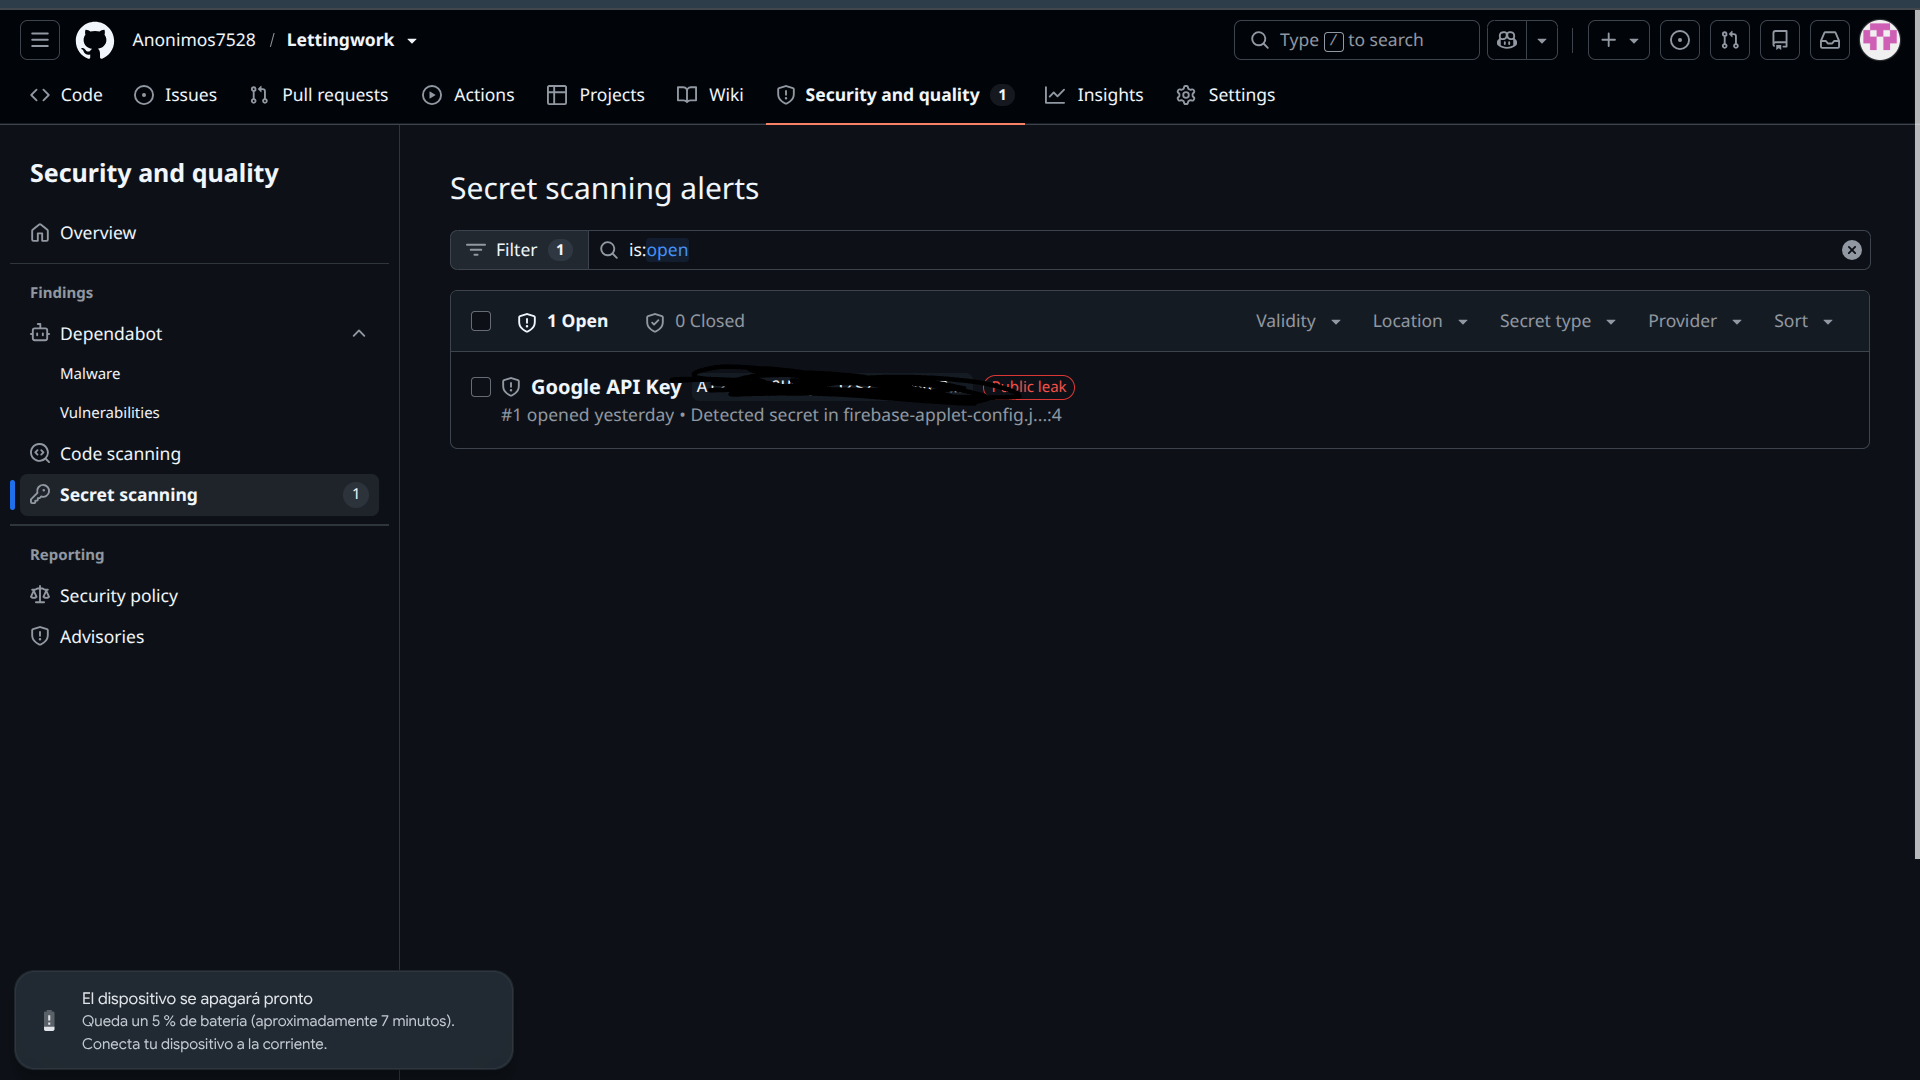 Anonimos7528 / Lettingwork
Type / to search
Code
Issues
Pull requests
Actions
Projects
Wiki
Security and quality 1
Insights
Settings
Security and quality
Overview
Findings
Dependabot
Malware
Vulnerabilities
Code scanning
Secret scanning 1
Reporting
Security policy
Advisories
Secret scanning alerts
Filter 1
is:open
1 Open
0 Closed
Validity
Location
Secret type
Provider
Sort
Google API Key
Public leak
#1 opened yesterday • Detected secret in firebase-applet-config.j...:4
El dispositivo se apagará pronto
Queda un 5 % de batería (aproximadamente 7 minutos).
Conecta tu dispositivo a la corriente.